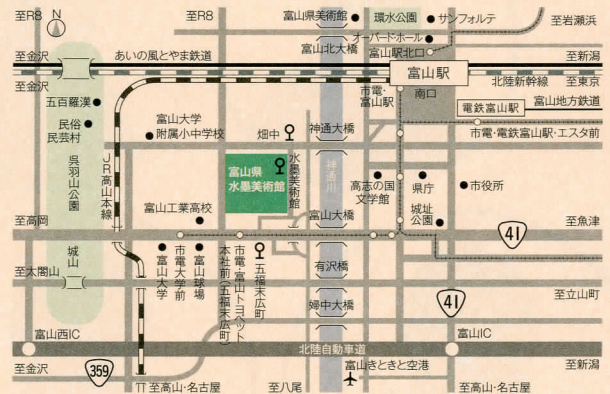 至R8
N
至R8
富山県美術館
環水公園
サンフォルテ
オーバード・ホール
至岩瀬浜
富山北大橋
富山駅北口
至金沢
あいの風とやま鉄道
至新潟
富山駅
至金沢
北陸新幹線
至東京
市電・
富山駅
南口
五百羅漢
電鉄富山駅
富山地方鉄道
富山大学
附属小中学校
畑中
神通大橋
市電・電鉄富山駅・エスタ前
民俗
民芸村
富山県
水墨美術館
水墨美術館
神通川
呉羽山公園
JR高山本線
高志の国
文学館
県庁
市役所
富山工業高校
富山大橋
城址
公園
至高岡
至魚津
41
城山
富山大学
市電・
大学前
富山球場
市電・富山トヨペット
本社前(五福末広町)
五福末広町
有沢橋
至太閤山
至立山町
婦中大橋
41
富山西IC
富山IC
北陸自動車道
至金沢
359
富山きときと空港
至新潟
至高山・名古屋
至八尾
至高山・名古屋